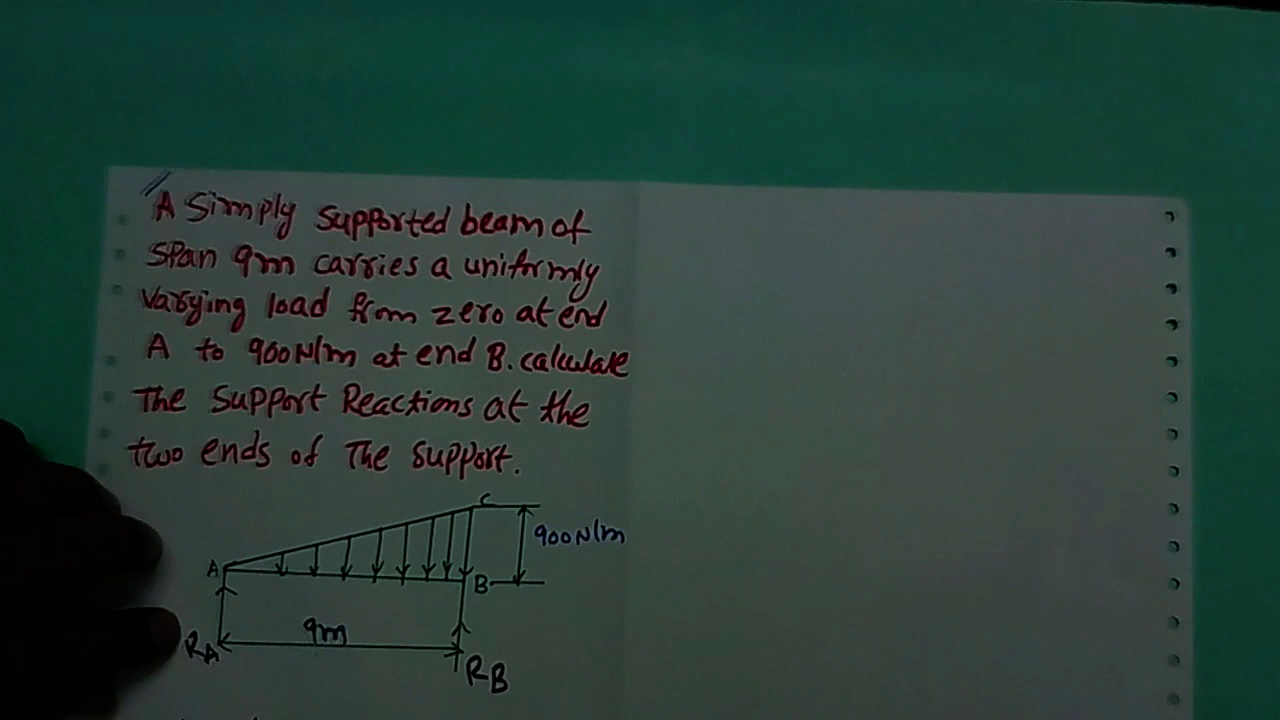 A Simply Supported beam of
Span 9m carries a uniformly
Varying load from zero at end
A to 900N/m at end B. calculate
The Support Reactions at the
two ends of The Support.
C
900N/m
A
B
9m
RA
RB